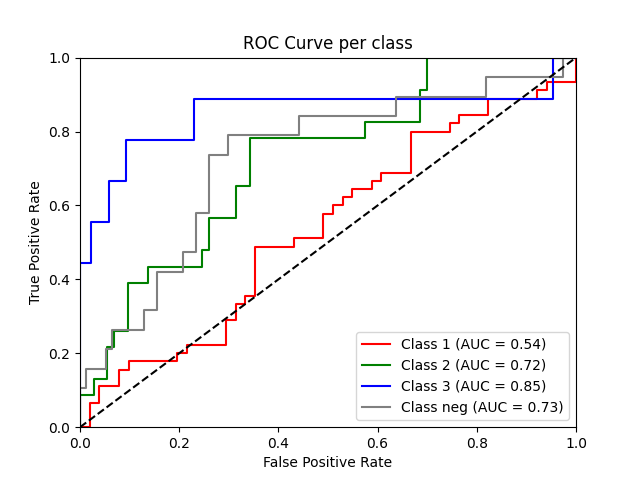 ROC Curve per class
True Positive Rate
1.0
0.8
0.6
0.4
0.2
0.0
Class 1 (AUC = 0.54)
Class 2 (AUC = 0.72)
Class 3 (AUC = 0.85)
Class neg (AUC = 0.73)
0.0 0.2 0.4 0.6 0.8 1.0
False Positive Rate